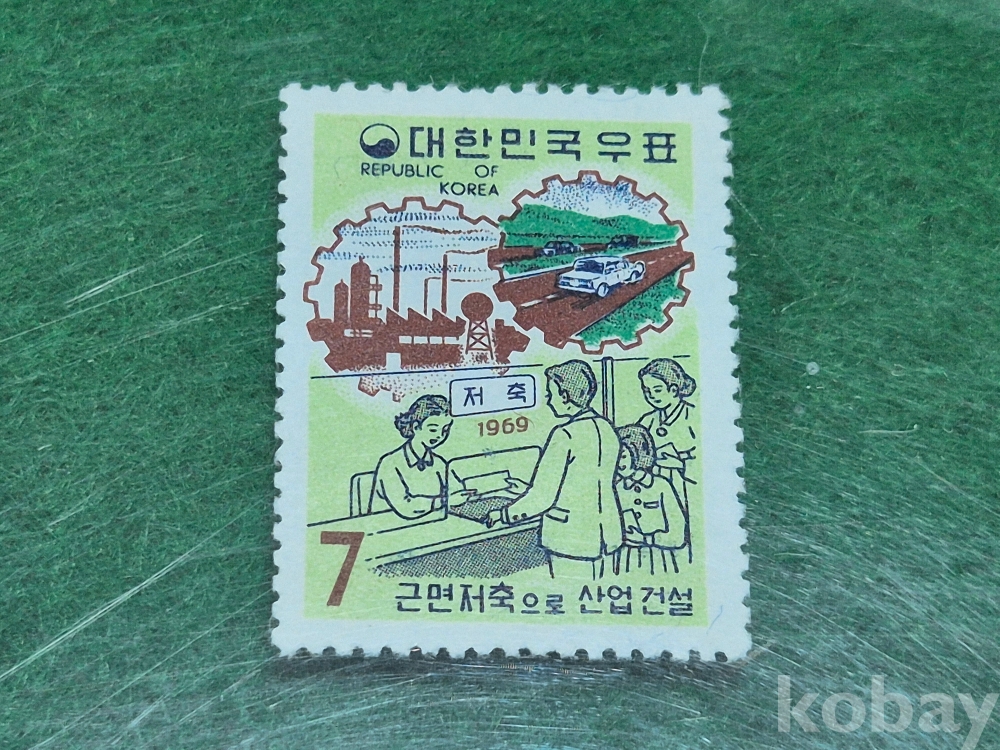 대한민국우표
REPUBLIC OF
KOREA
저축
1969
7
근면저축으로 산업건설
kobay